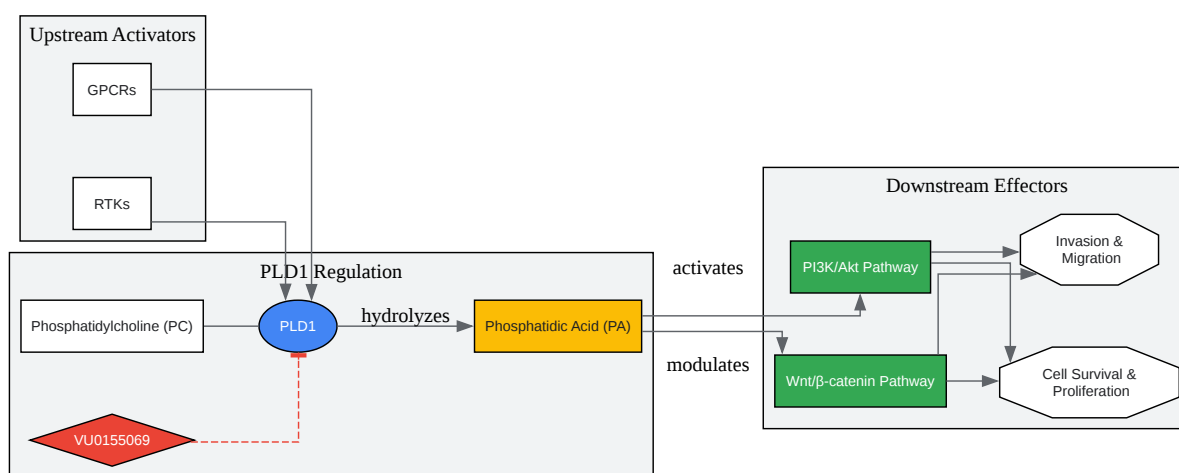 Upstream Activators
GPCRs
RTKs
PLD1 Regulation
Phosphatidylcholine (PC)
PLD1
hydrolyzes
Phosphatidic Acid (PA)
VU0155069
activates
modulates
Downstream Effectors
PI3K/Akt Pathway
Invasion &
Migration
Wnt/β-catenin Pathway
Cell Survival &
Proliferation